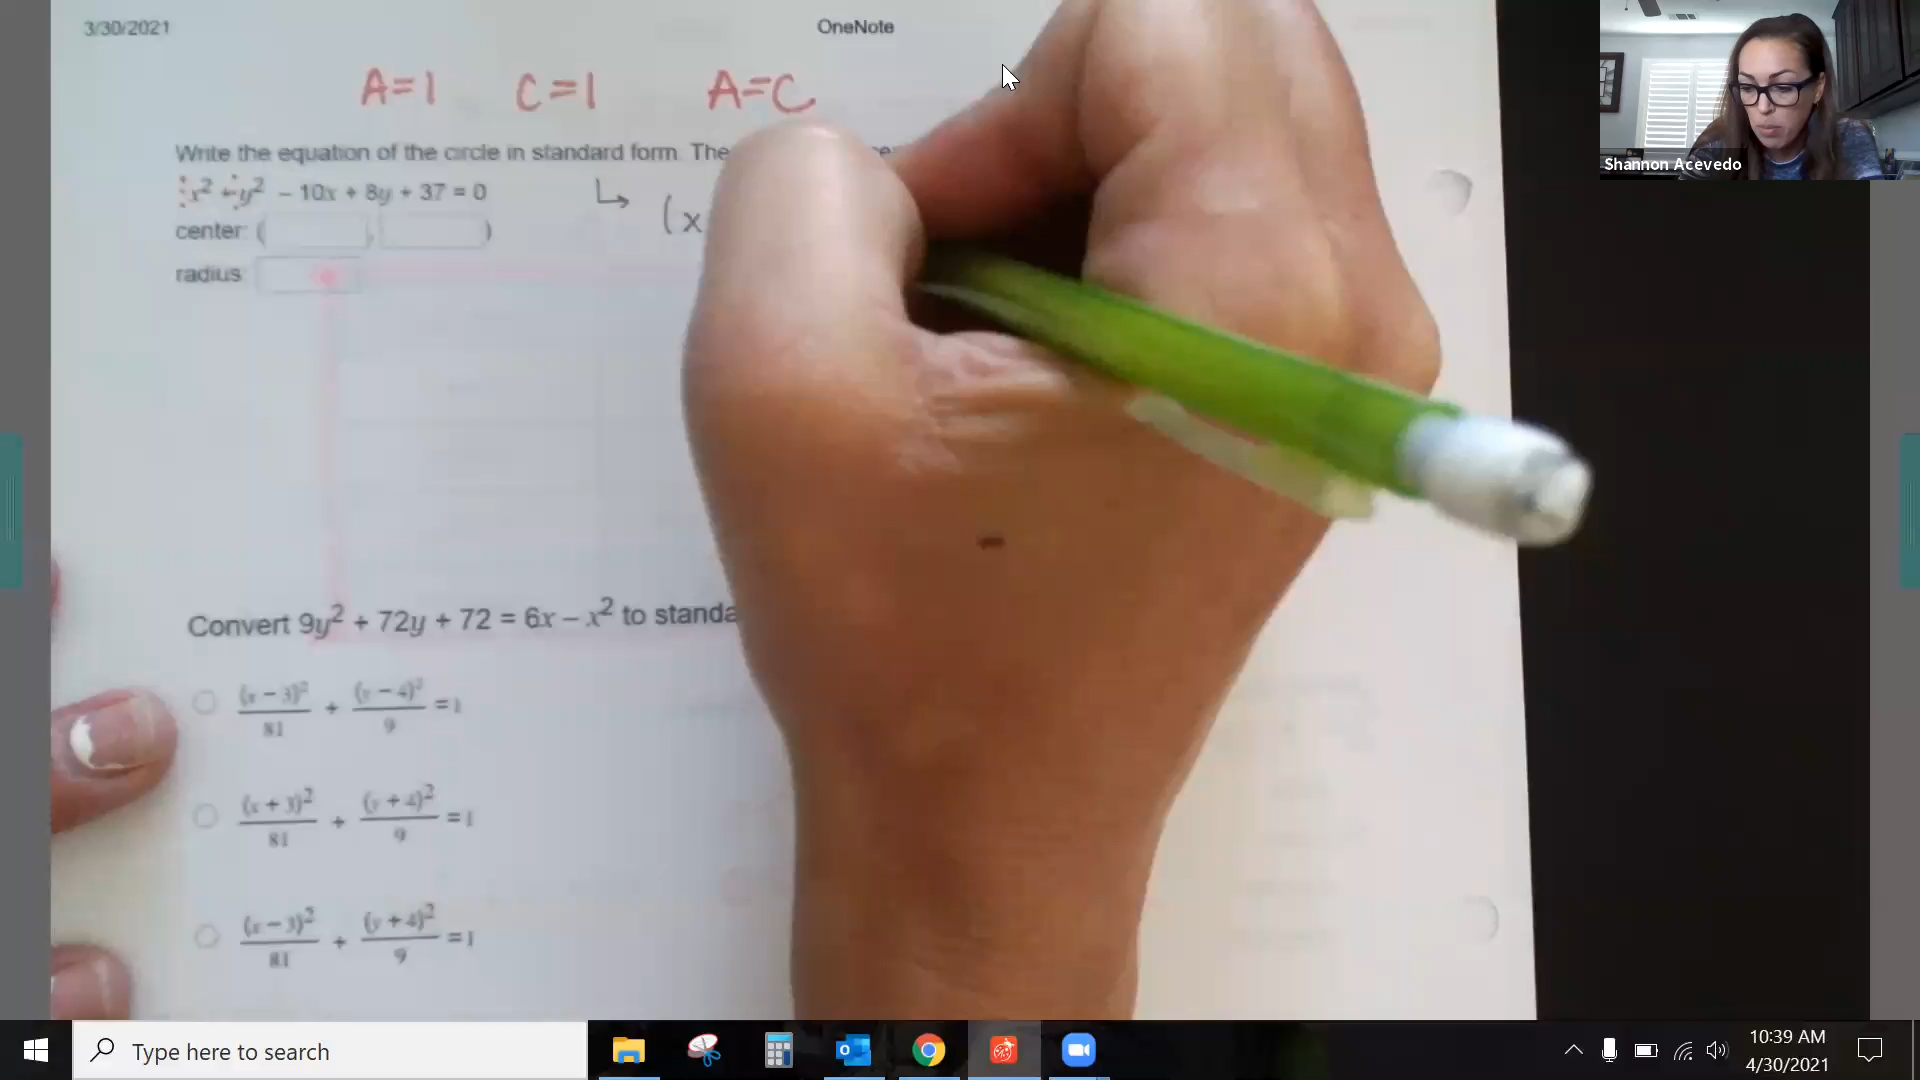 3/30/2021 OneNote
Shannon Acevedo
A=1 C=1 A=C
Write the equation of the circle in standard form. The
x² + y² − 10x + 8y + 37 = 0
(x
center: ( , )
radius:
Convert 9y² + 72y + 72 = 6x − x² to standa
(x − 3)²/81 + (y − 4)²/9 = 1
(x + 3)²/81 + (y + 4)²/9 = 1
(x − 3)²/81 + (y + 4)²/9 = 1
Type here to search
10:39 AM
4/30/2021